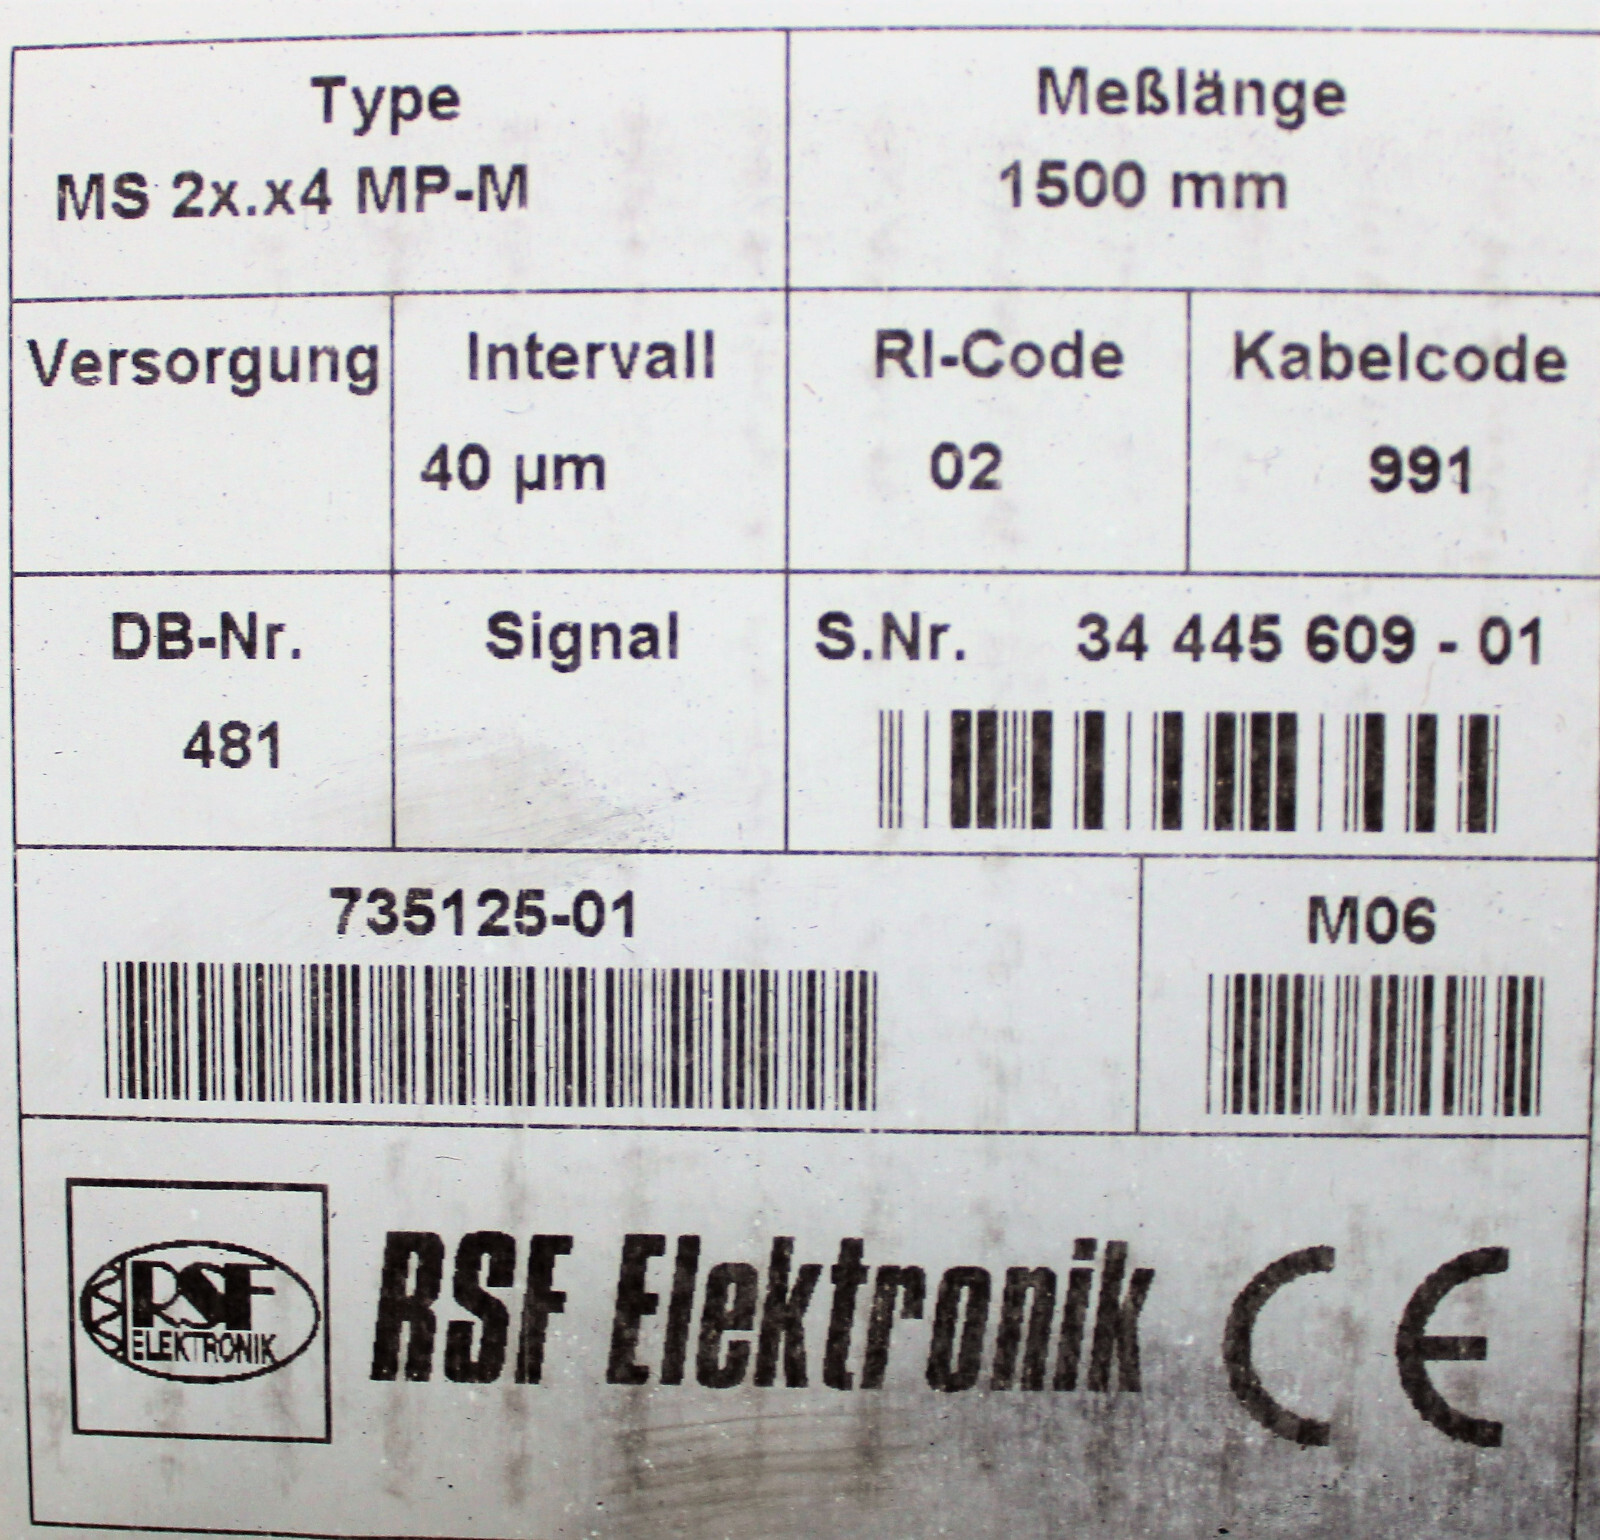 Type
MS 2x.x4 MP-M
Meßlänge
1500 mm
Versorgung
Intervall
40 µm
RI-Code
02
Kabelcode
991
DB-Nr.
481
Signal
S.Nr. 34 445 609 - 01
735125-01
M06
RSF
ELEKTRONIK
RSF Elektronik CE